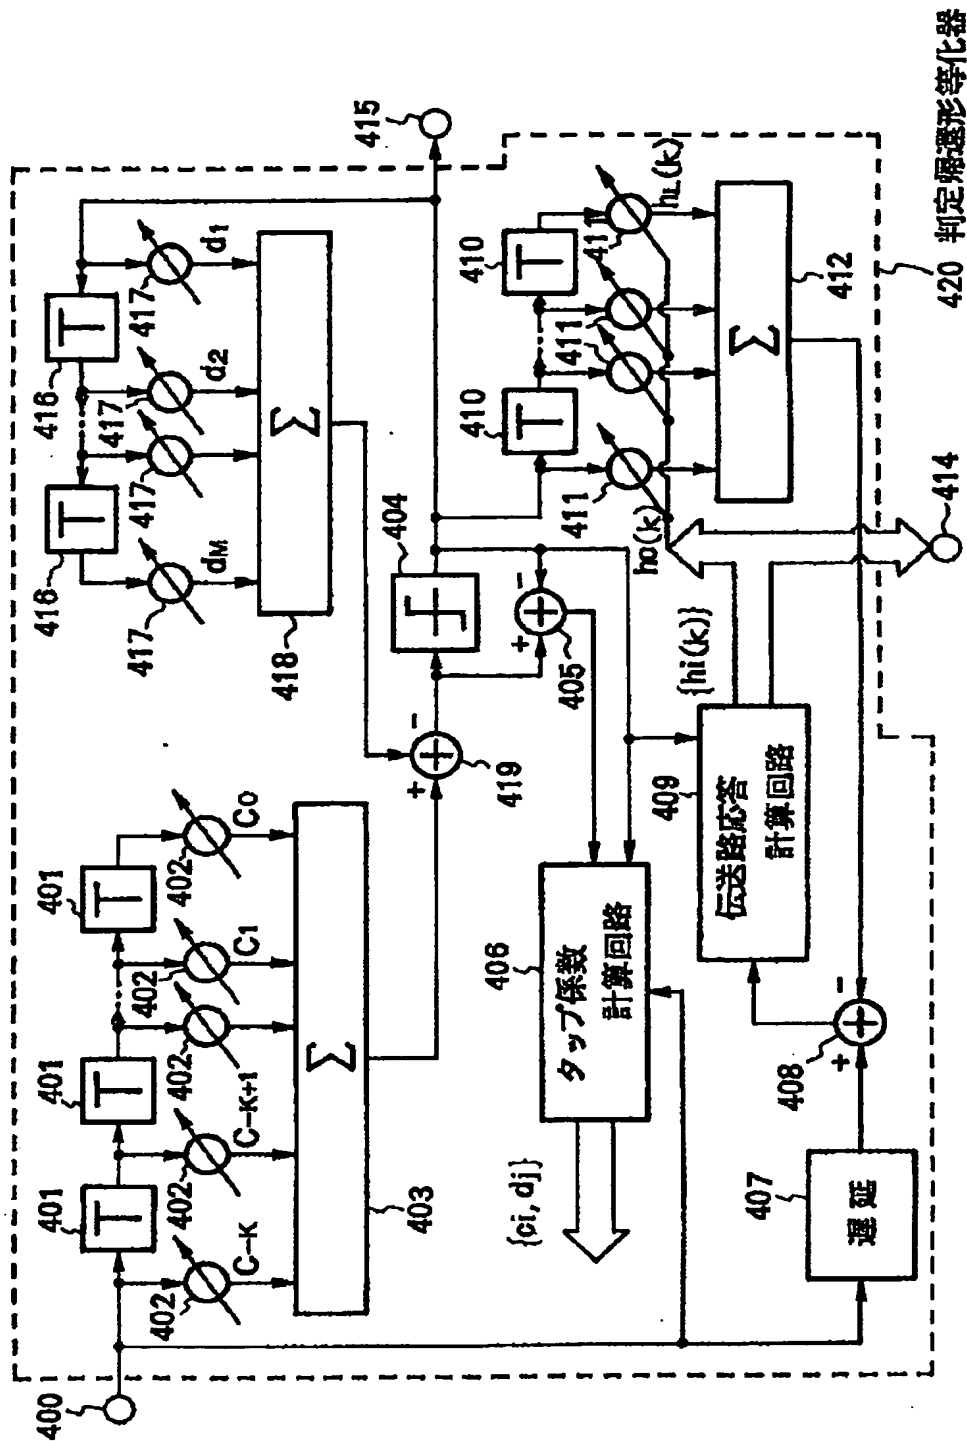 400
401
T
401
T
401
T
402
C-K
402
C-K+1
402
402
C1
402
C0
Σ
403
416
T
416
T
417
dM
417
417
d2
417
d1
Σ
418
+
-
419
404
415
+
-
405
タップ係数
計算回路
406
{ci, dj}
遅延
407
+
-
408
伝送路応答
計算回路
409
{hi(k)}
410
T
410
T
411
h0(k)
411
411
hL(k)
Σ
412
414
420 判定帰還形等化器